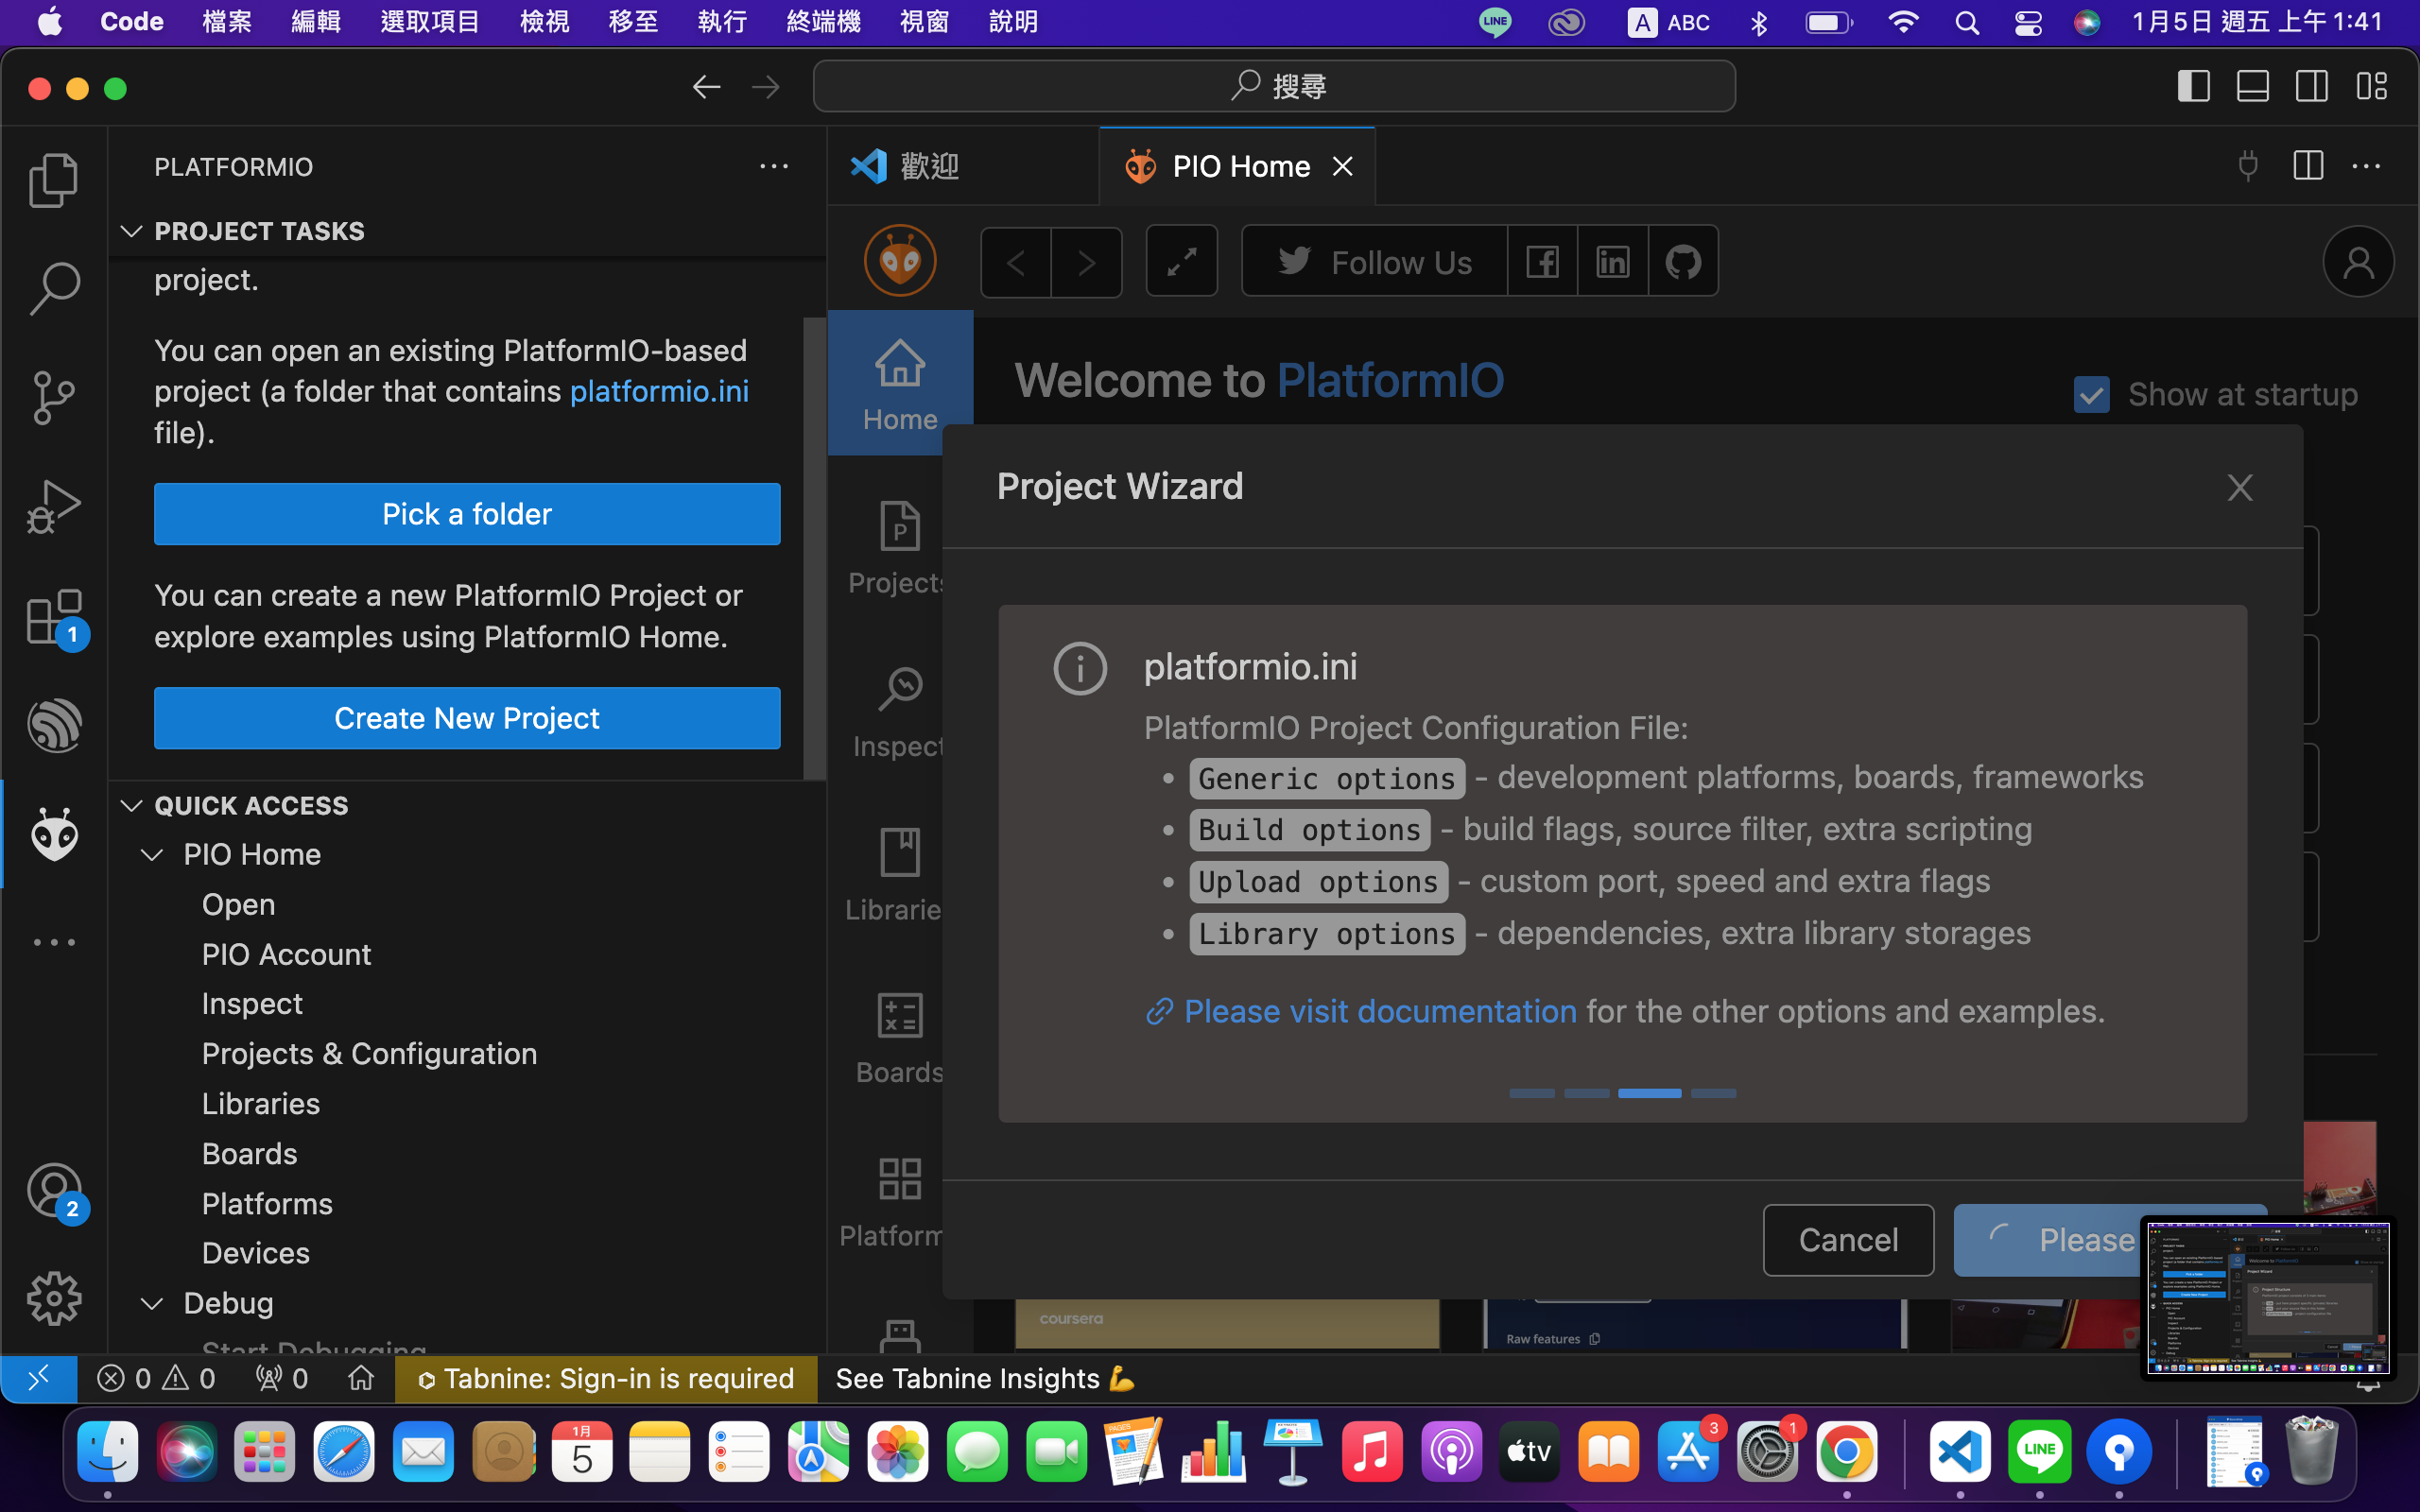 Code 檔案 編輯 選取項目 檢視 移至 執行 終端機 視窗 說明 LINE A ABC 1月5日 週五 上午 1:41
搜尋
PLATFORMIO
歡迎
PIO Home
PROJECT TASKS
project.
You can open an existing PlatformIO-based
project (a folder that contains platformio.ini
file).
Pick a folder
You can create a new PlatformIO Project or
explore examples using PlatformIO Home.
Create New Project
QUICK ACCESS
PIO Home
Open
PIO Account
Inspect
Projects & Configuration
Libraries
Boards
Platforms
Devices
Debug
Start Debugging
1
2
Follow Us
Home
Projects
Inspect
Librarie
Boards
Platform
Welcome to PlatformIO
Show at startup
Project Wizard
platformio.ini
PlatformIO Project Configuration File:
• Generic options - development platforms, boards, frameworks
• Build options - build flags, source filter, extra scripting
• Upload options - custom port, speed and extra flags
• Library options - dependencies, extra library storages
Please visit documentation for the other options and examples.
Cancel
Please
coursera
Raw features
0 0 0 Tabnine: Sign-in is required See Tabnine Insights 💪
1月
5
PAGES
tv
3
1
LINE